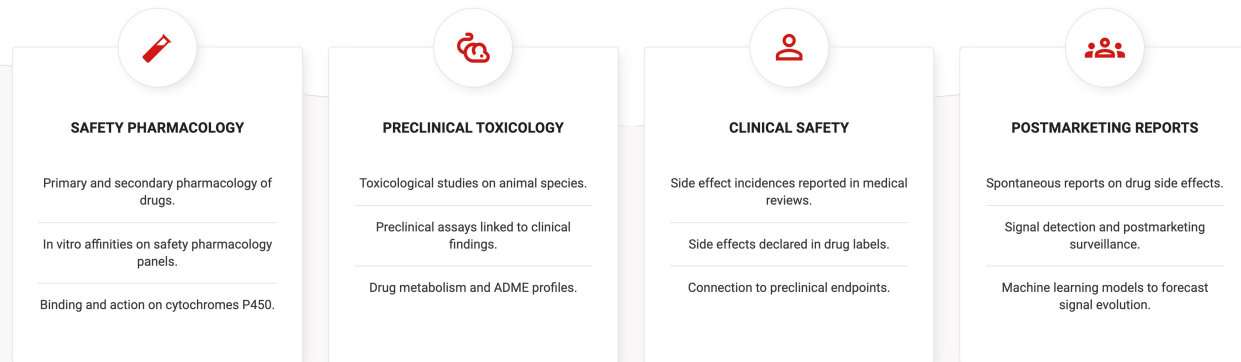 SAFETY PHARMACOLOGY
Primary and secondary pharmacology of
drugs.
In vitro affinities on safety pharmacology
panels.
Binding and action on cytochromes P450.
PRECLINICAL TOXICOLOGY
Toxicological studies on animal species.
Preclinical assays linked to clinical
findings.
Drug metabolism and ADME profiles.
CLINICAL SAFETY
Side effect incidences reported in medical
reviews.
Side effects declared in drug labels.
Connection to preclinical endpoints.
POSTMARKETING REPORTS
Spontaneous reports on drug side effects.
Signal detection and postmarketing
surveillance.
Machine learning models to forecast
signal evolution.